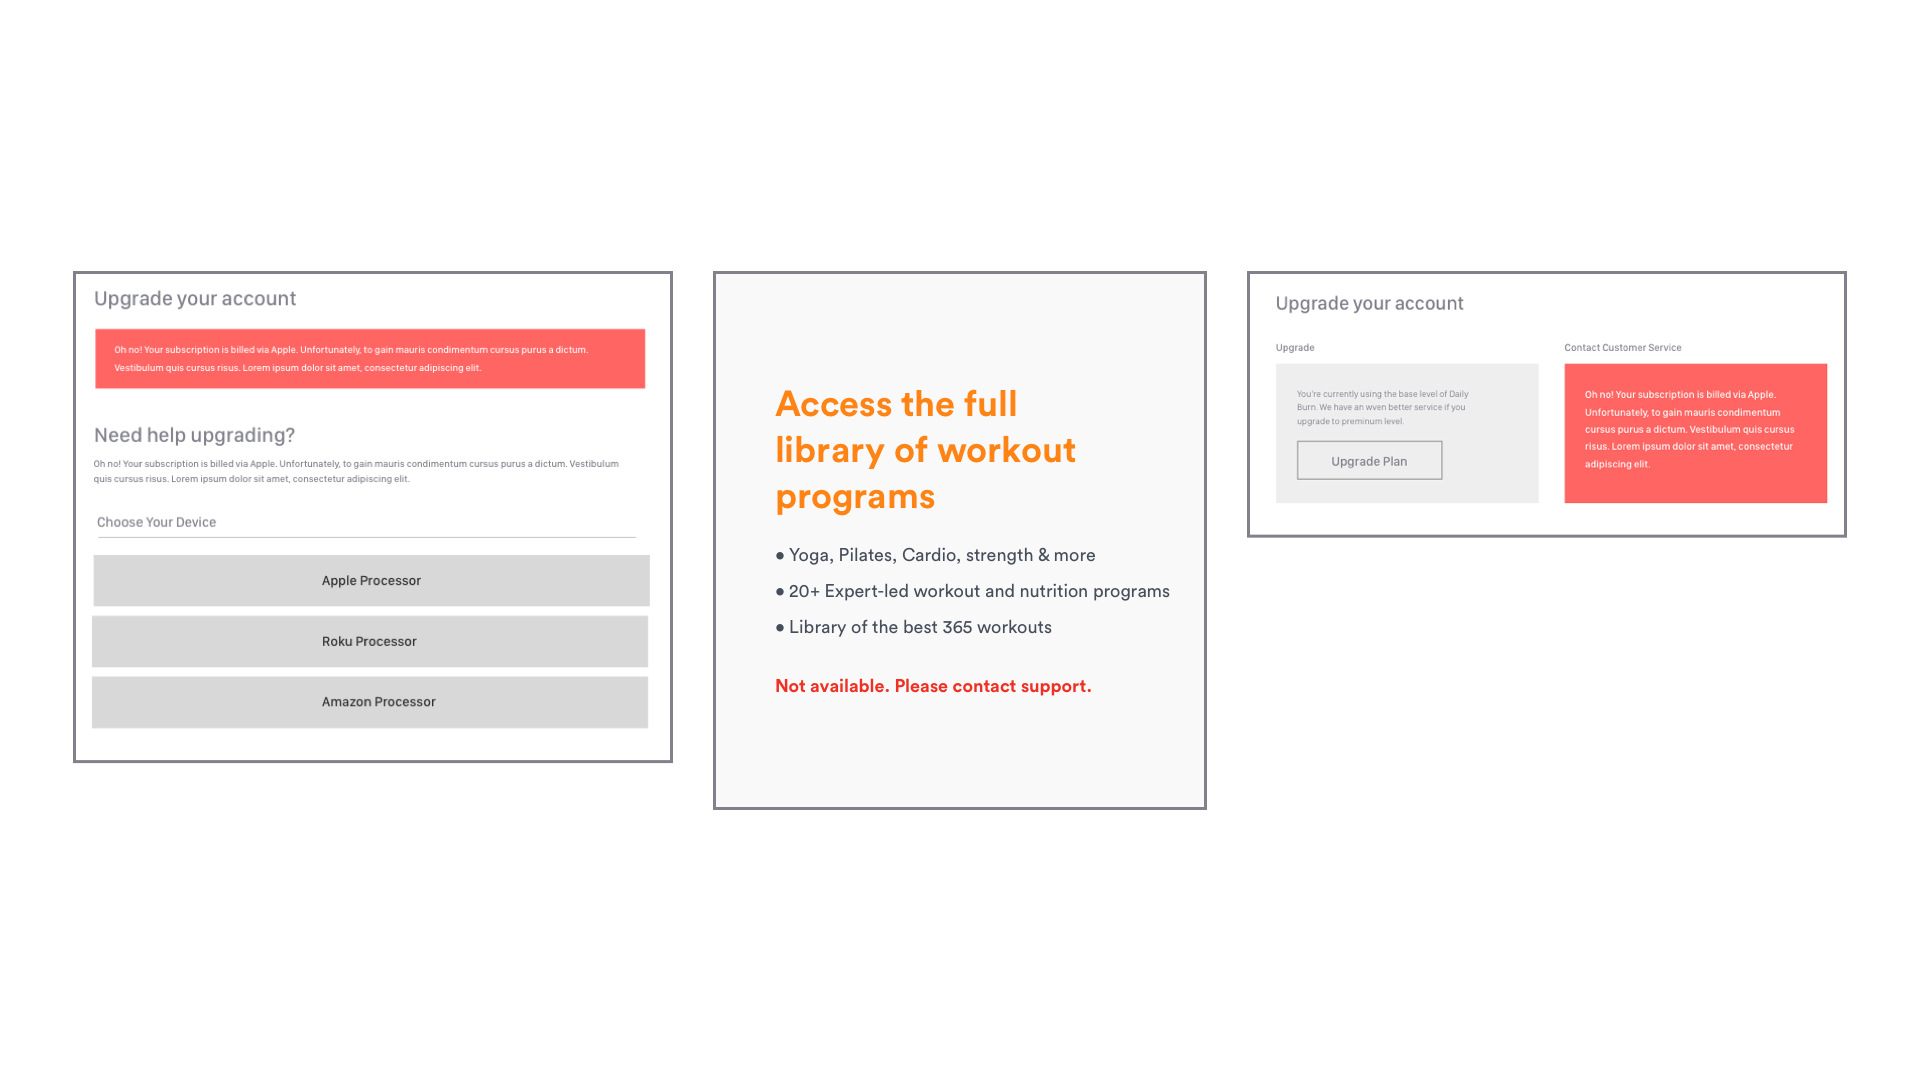 Upgrade your account
Oh no! Your subscription is billed via Apple. Unfortunately, to gain mauris condimentum cursus purus a dictum.
Vestibulum quis cursus risus. Lorem ipsum dolor sit amet, consectetur adipiscing elit.
Need help upgrading?
Oh no! Your subscription is billed via Apple. Unfortunately, to gain mauris condimentum cursus purus a dictum. Vestibulum
quis cursus risus. Lorem ipsum dolor sit amet, consectetur adipiscing elit.
Choose Your Device
Apple Processor
Roku Processor
Amazon Processor
Access the full
library of workout
programs
• Yoga, Pilates, Cardio, strength & more
• 20+ Expert-led workout and nutrition programs
• Library of the best 365 workouts
Not available. Please contact support.
Upgrade your account
Upgrade
You're currently using the base level of Daily
Burn. We have an wven better service if you
upgrade to preminum level.
Upgrade Plan
Contact Customer Service
Oh no! Your subscription is billed via Apple.
Unfortunately, to gain mauris condimentum
cursus purus a dictum. Vestibulum quis cursus
risus. Lorem ipsum dolor sit amet, consectetur
adipiscing elit.